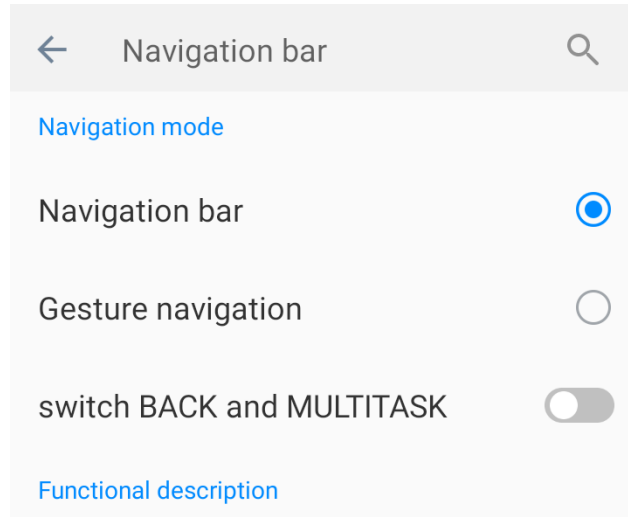 Navigation bar
Navigation mode
Navigation bar
Gesture navigation
switch BACK and MULTITASK
Functional description